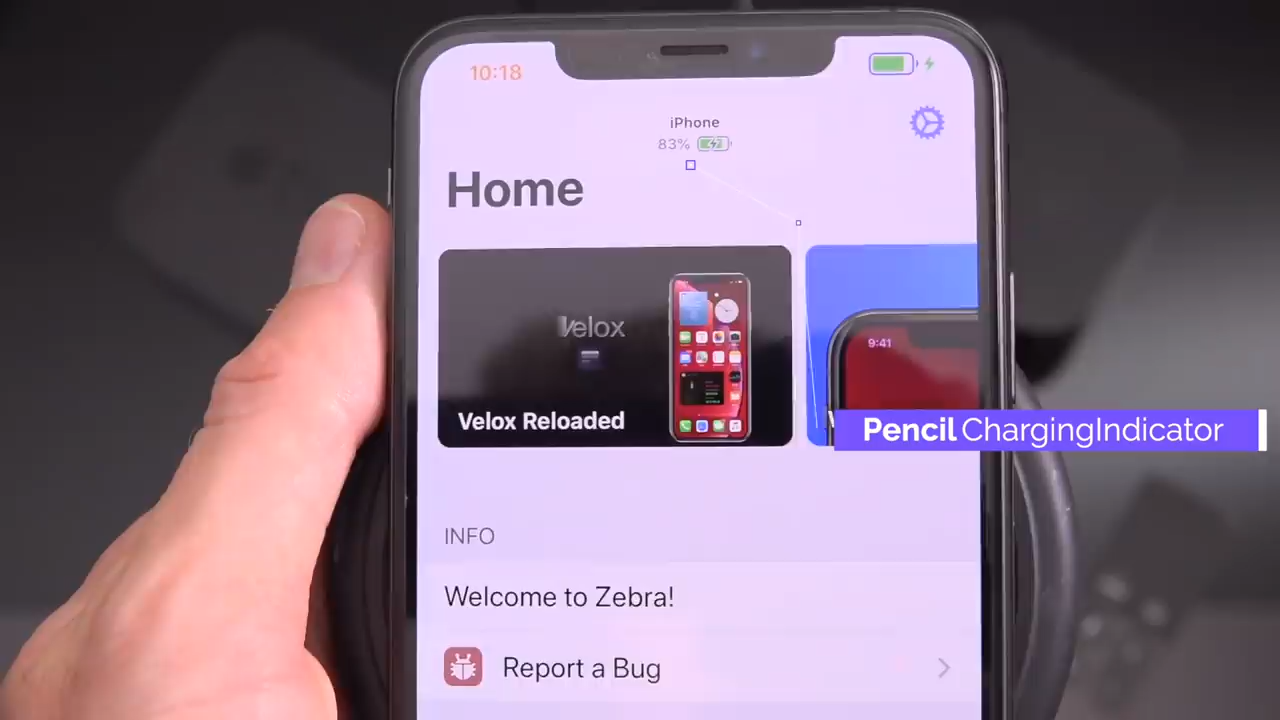 10:18
iPhone
83%
Home
Velox
Velox Reloaded
9:41
Pencil ChargingIndicator
INFO
Welcome to Zebra!
Report a Bug